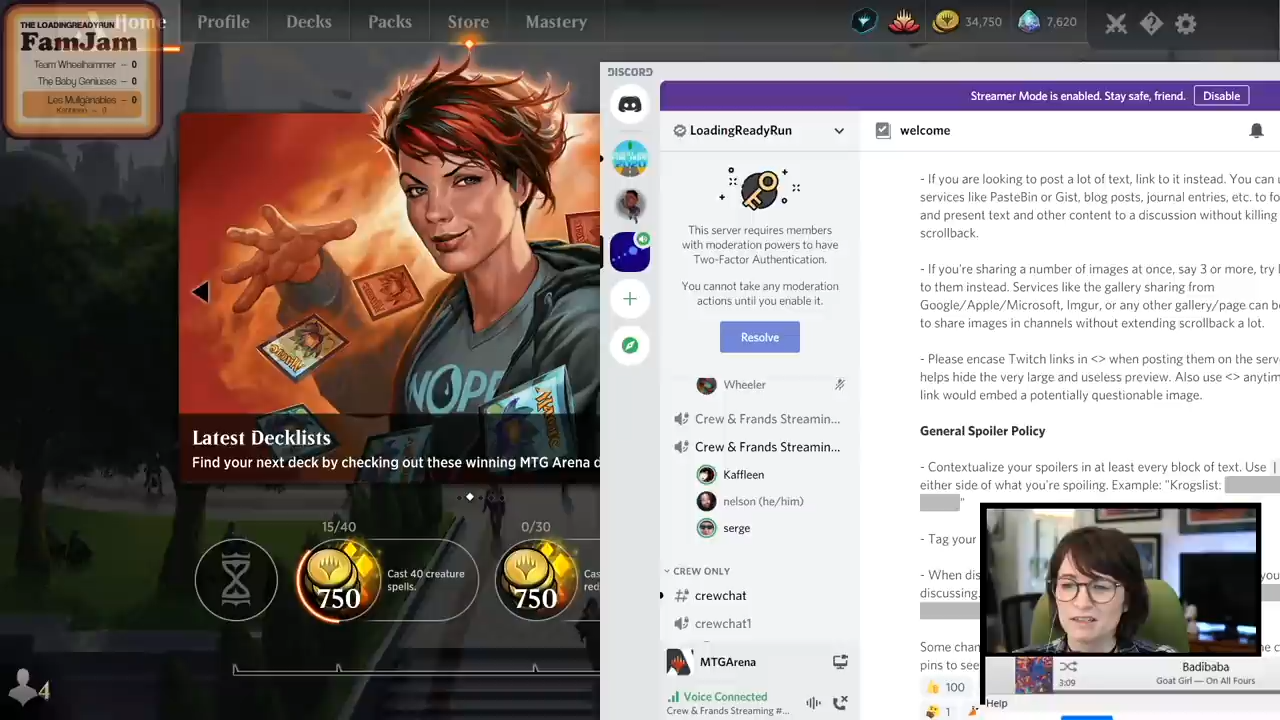 THE LOADINGREADYRUN
FamJam
Team Wheelhammer – 0
The Baby Geniuses – 0
Les Mulliganables – 0
Home
Profile
Decks
Packs
Store
Mastery
34,750
7,620
NOPE
Latest Decklists
Find your next deck by checking out these winning MTG Arena d
15/40
0/30
750
Cast 40 creature
spells.
750
Cas
red
4
DISCORD
Streamer Mode is enabled. Stay safe, friend.
Disable
LoadingReadyRun
welcome
This server requires members
with moderation powers to have
Two-Factor Authentication.
You cannot take any moderation
actions until you enable it.
Resolve
Wheeler
Crew & Frands Streamin...
Crew & Frands Streamin...
Kaffleen
nelson (he/him)
serge
CREW ONLY
crewchat
crewchat1
MTGArena
Voice Connected
Crew & Frands Streaming #...
- If you are looking to post a lot of text, link to it instead. You can u
services like PasteBin or Gist, blog posts, journal entries, etc. to fo
and present text and other content to a discussion without killing
scrollback.
- If you're sharing a number of images at once, say 3 or more, try l
to them instead. Services like the gallery sharing from
Google/Apple/Microsoft, Imgur, or any other gallery/page can be
to share images in channels without extending scrollback a lot.
- Please encase Twitch links in <> when posting them on the serve
helps hide the very large and useless preview. Also use <> anytim
link would embed a potentially questionable image.
General Spoiler Policy
- Contextualize your spoilers in at least every block of text. Use |
either side of what you're spoiling. Example: "Krogslist:
"
- Tag your
- When dis
discussing.
Some chan
pins to see
100
1
Badibaba
Goat Girl — On All Fours
3:09
Help